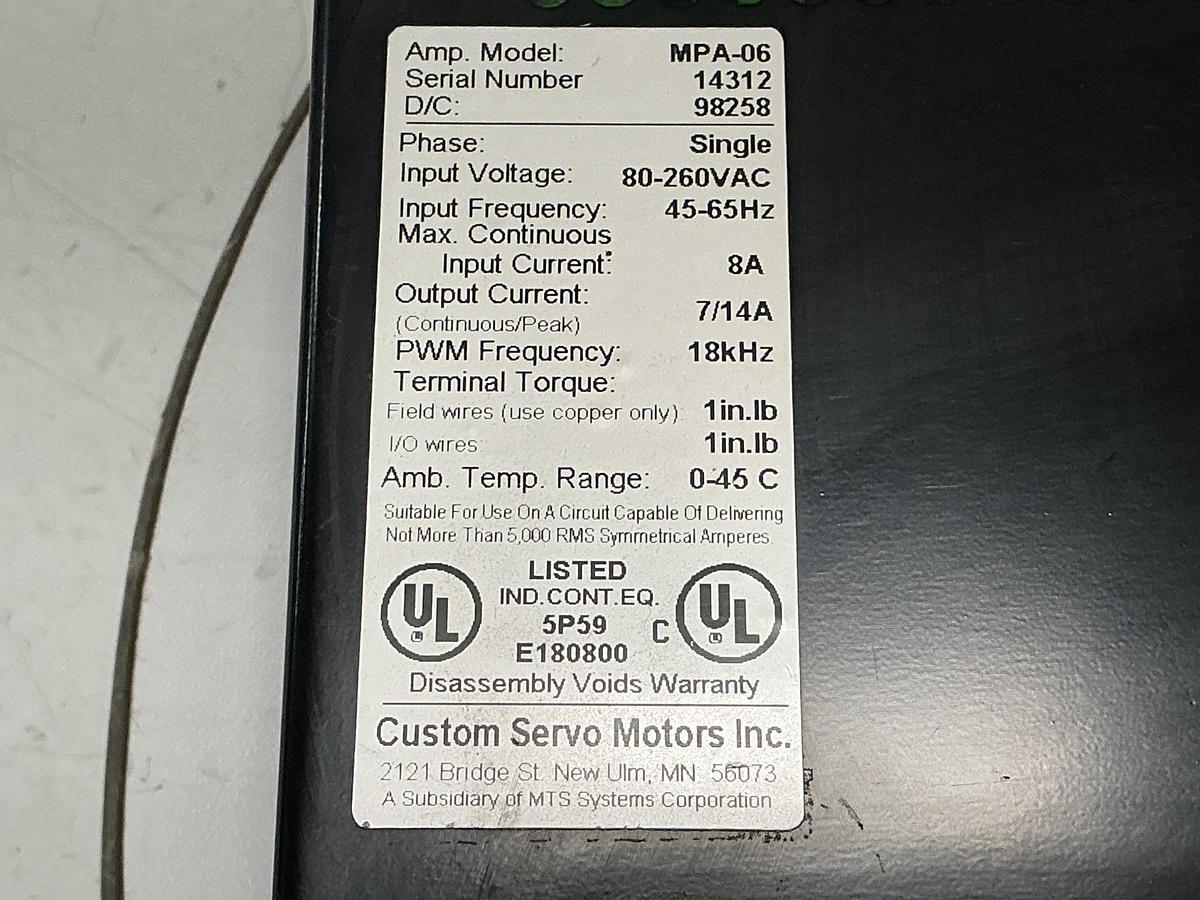 Amp. Model: MPA-06
Serial Number 14312
D/C: 98258
Phase: Single
Input Voltage: 80-260VAC
Input Frequency: 45-65Hz
Max. Continuous
Input Current: 8A
Output Current: 7/14A
(Continuous/Peak)
PWM Frequency: 18kHz
Terminal Torque:
Field wires (use copper only): 1in.lb
I/O wires: 1in.lb
Amb. Temp. Range: 0-45 C
Suitable For Use On A Circuit Capable Of Delivering
Not More Than 5,000 RMS Symmetrical Amperes.
LISTED
IND.CONT.EQ.
5P59
E180800
UL ®
C UL ®
Disassembly Voids Warranty
Custom Servo Motors Inc.
2121 Bridge St. New Ulm, MN 56073
A Subsidiary of MTS Systems Corporation